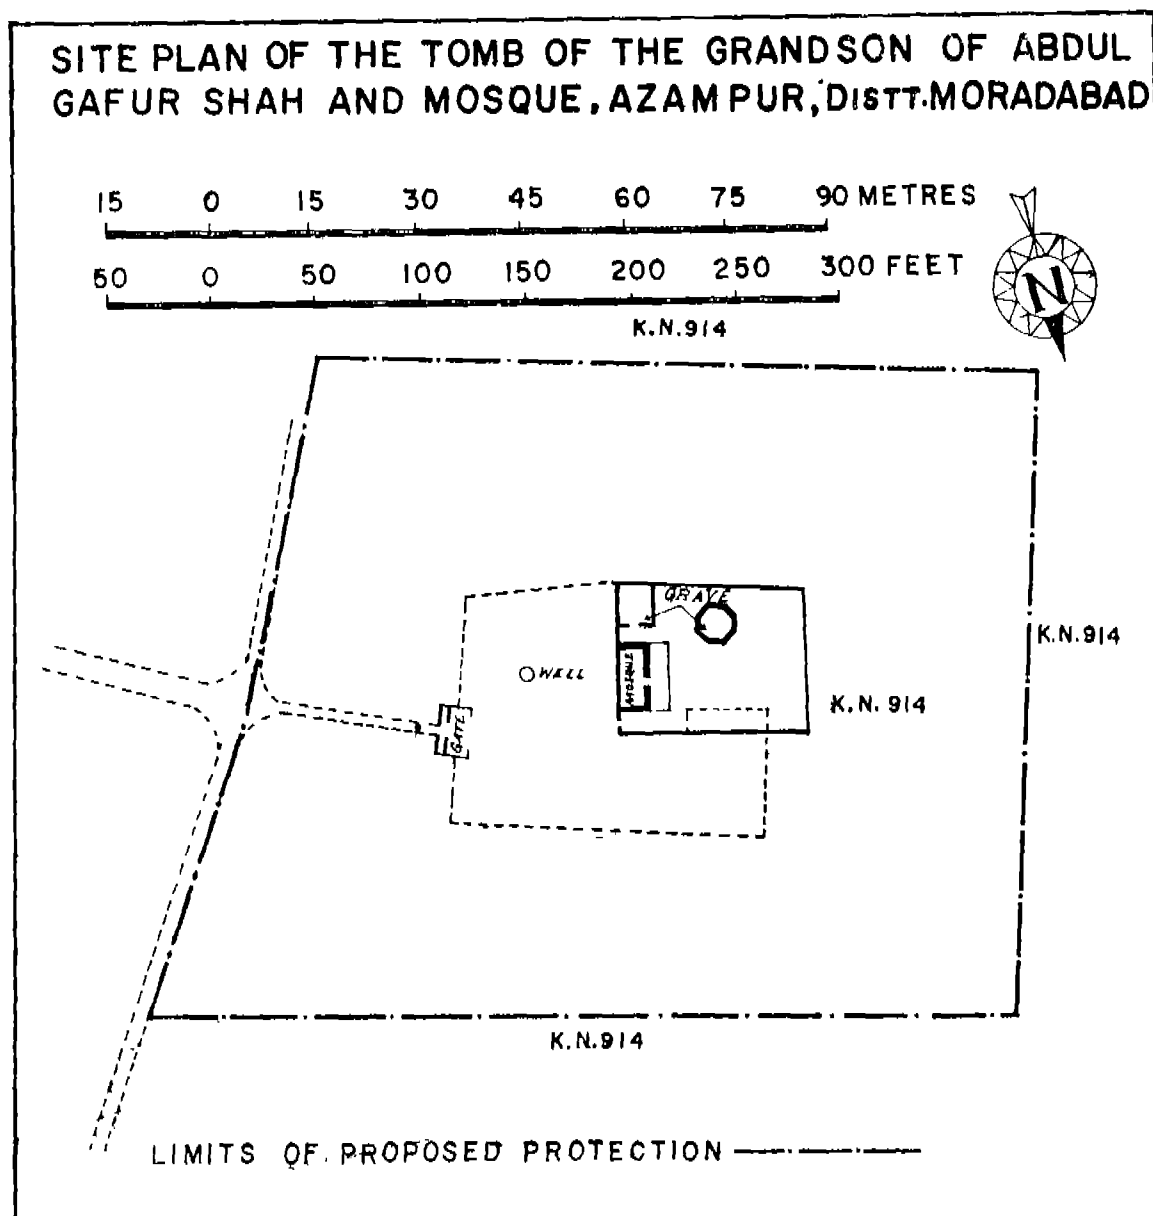 SITE PLAN OF THE TOMB OF THE GRANDSON OF ABDUL
GAFUR SHAH AND MOSQUE, AZAMPUR, DISTT. MORADABAD
15 0 15 30 45 60 75 90 METRES
50 0 50 100 150 200 250 300 FEET
N
K.N.914
GRAVE
K.N.914
WELL
MOSQUE
K.N. 914
GATE
K.N.914
LIMITS OF PROPOSED PROTECTION